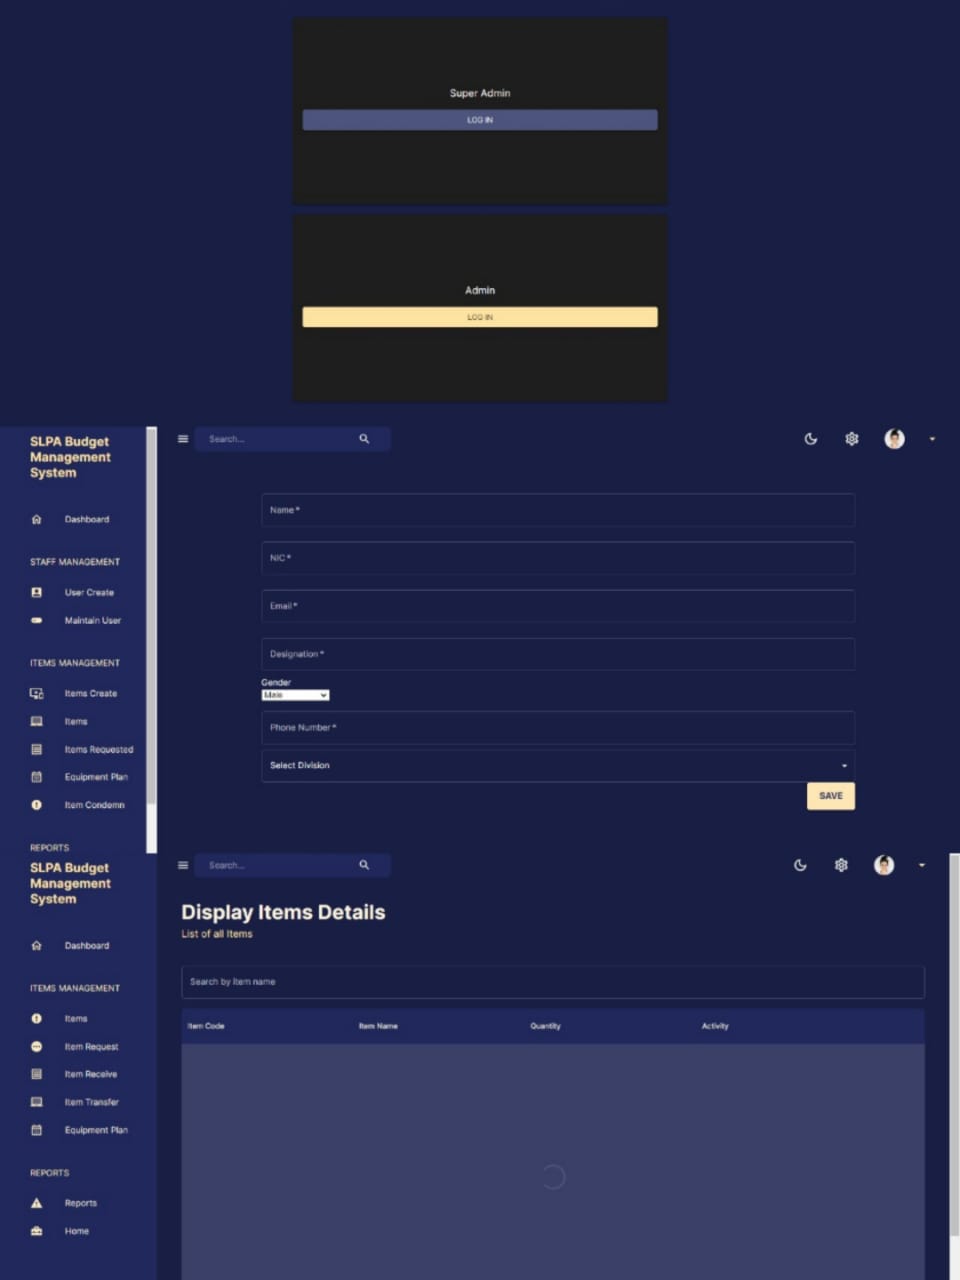 Super Admin
LOG IN
Admin
LOG IN
SLPA Budget
Management
System
Dashboard
STAFF MANAGEMENT
User Create
Maintain User
ITEMS MANAGEMENT
Items Create
Items
Items Requested
Equipment Plan
Item Condemn
REPORTS
Search...
Name *
NIC *
Email *
Designation *
Gender
Male
Phone Number *
Select Division
SAVE
SLPA Budget
Management
System
Dashboard
ITEMS MANAGEMENT
Items
Item Request
Item Receive
Item Transfer
Equipment Plan
REPORTS
Reports
Home
Search...
Display Items Details
List of all Items
Search by Item name
Item Code Item Name Quantity Activity